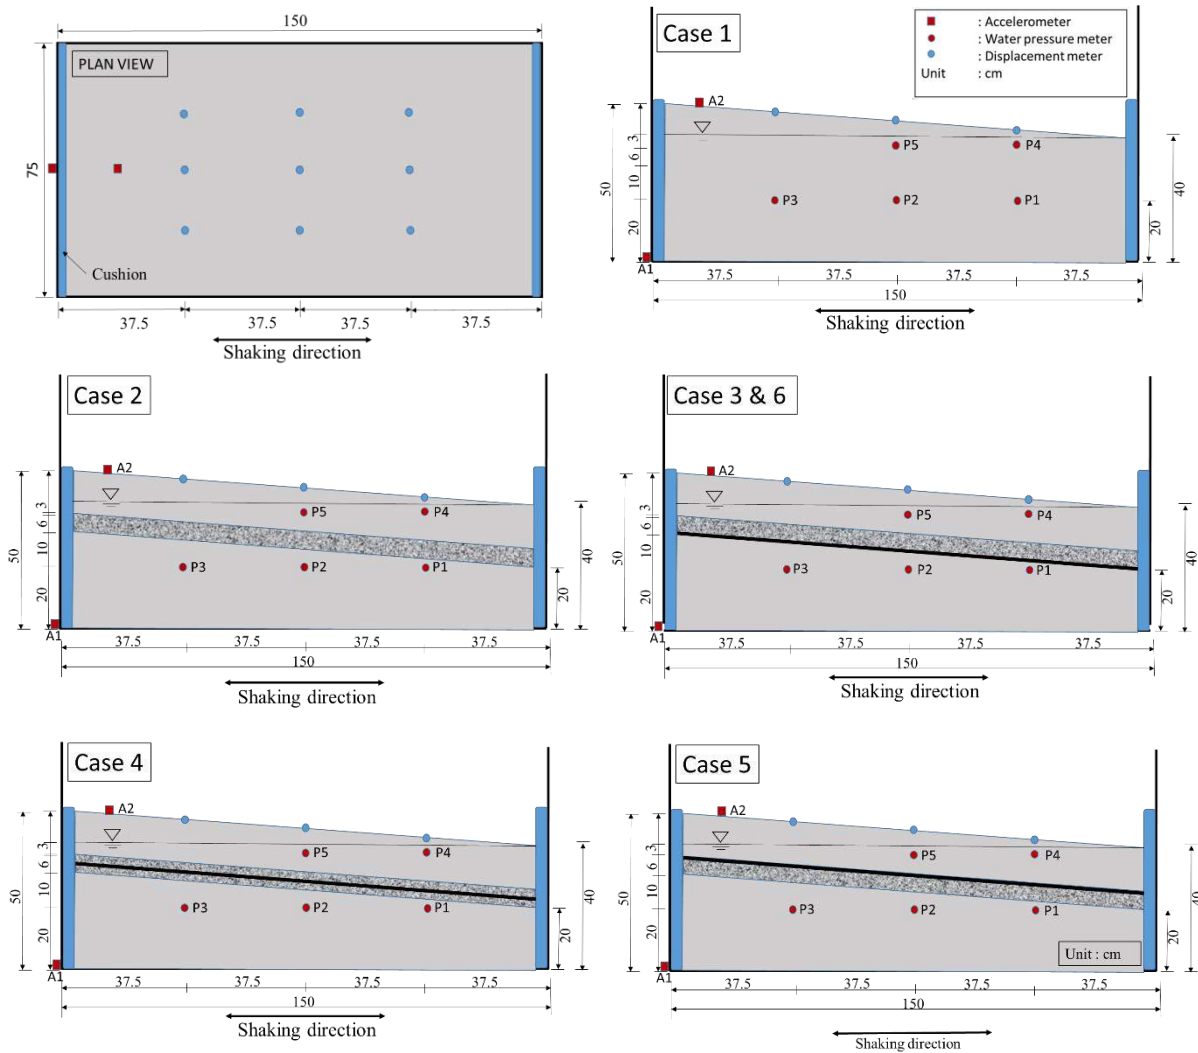 150
PLAN VIEW
75
Cushion
37.5 37.5 37.5 37.5
Shaking direction
Case 1
: Accelerometer
: Water pressure meter
: Displacement meter
Unit : cm
A2
P5 P4
P3 P2 P1
50
3
6
10
20
40
20
A1
37.5 37.5 37.5 37.5
150
Shaking direction
Case 2
A2
P5 P4
P3 P2 P1
50
3
6
10
20
40
20
A1
37.5 37.5 37.5 37.5
150
Shaking direction
Case 3 & 6
A2
P5 P4
P3 P2 P1
50
3
6
10
20
40
20
A1
37.5 37.5 37.5 37.5
150
Shaking direction
Case 4
A2
P5 P4
P3 P2 P1
50
3
6
10
20
40
20
A1
37.5 37.5 37.5 37.5
150
Shaking direction
Case 5
A2
P5 P4
P3 P2 P1
50
3
6
10
20
40
20
Unit : cm
A1
37.5 37.5 37.5 37.5
150
Shaking direction